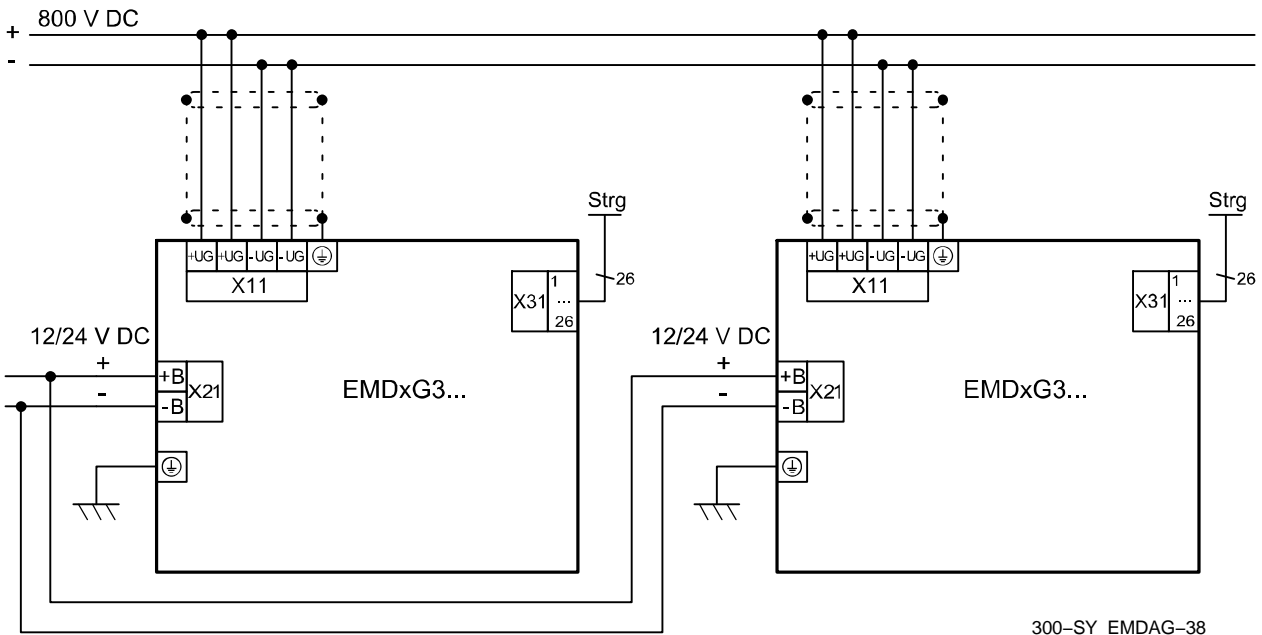 800 V DC
+
-
Strg
Strg
+UG +UG -UG -UG
X11
+UG +UG -UG -UG
X11
X31
1
...
26
26
X31
1
...
26
26
12/24 V DC
+
-
+B
-B
X21
EMDxG3...
12/24 V DC
+
-
+B
-B
X21
EMDxG3...
300-SY EMDAG-38